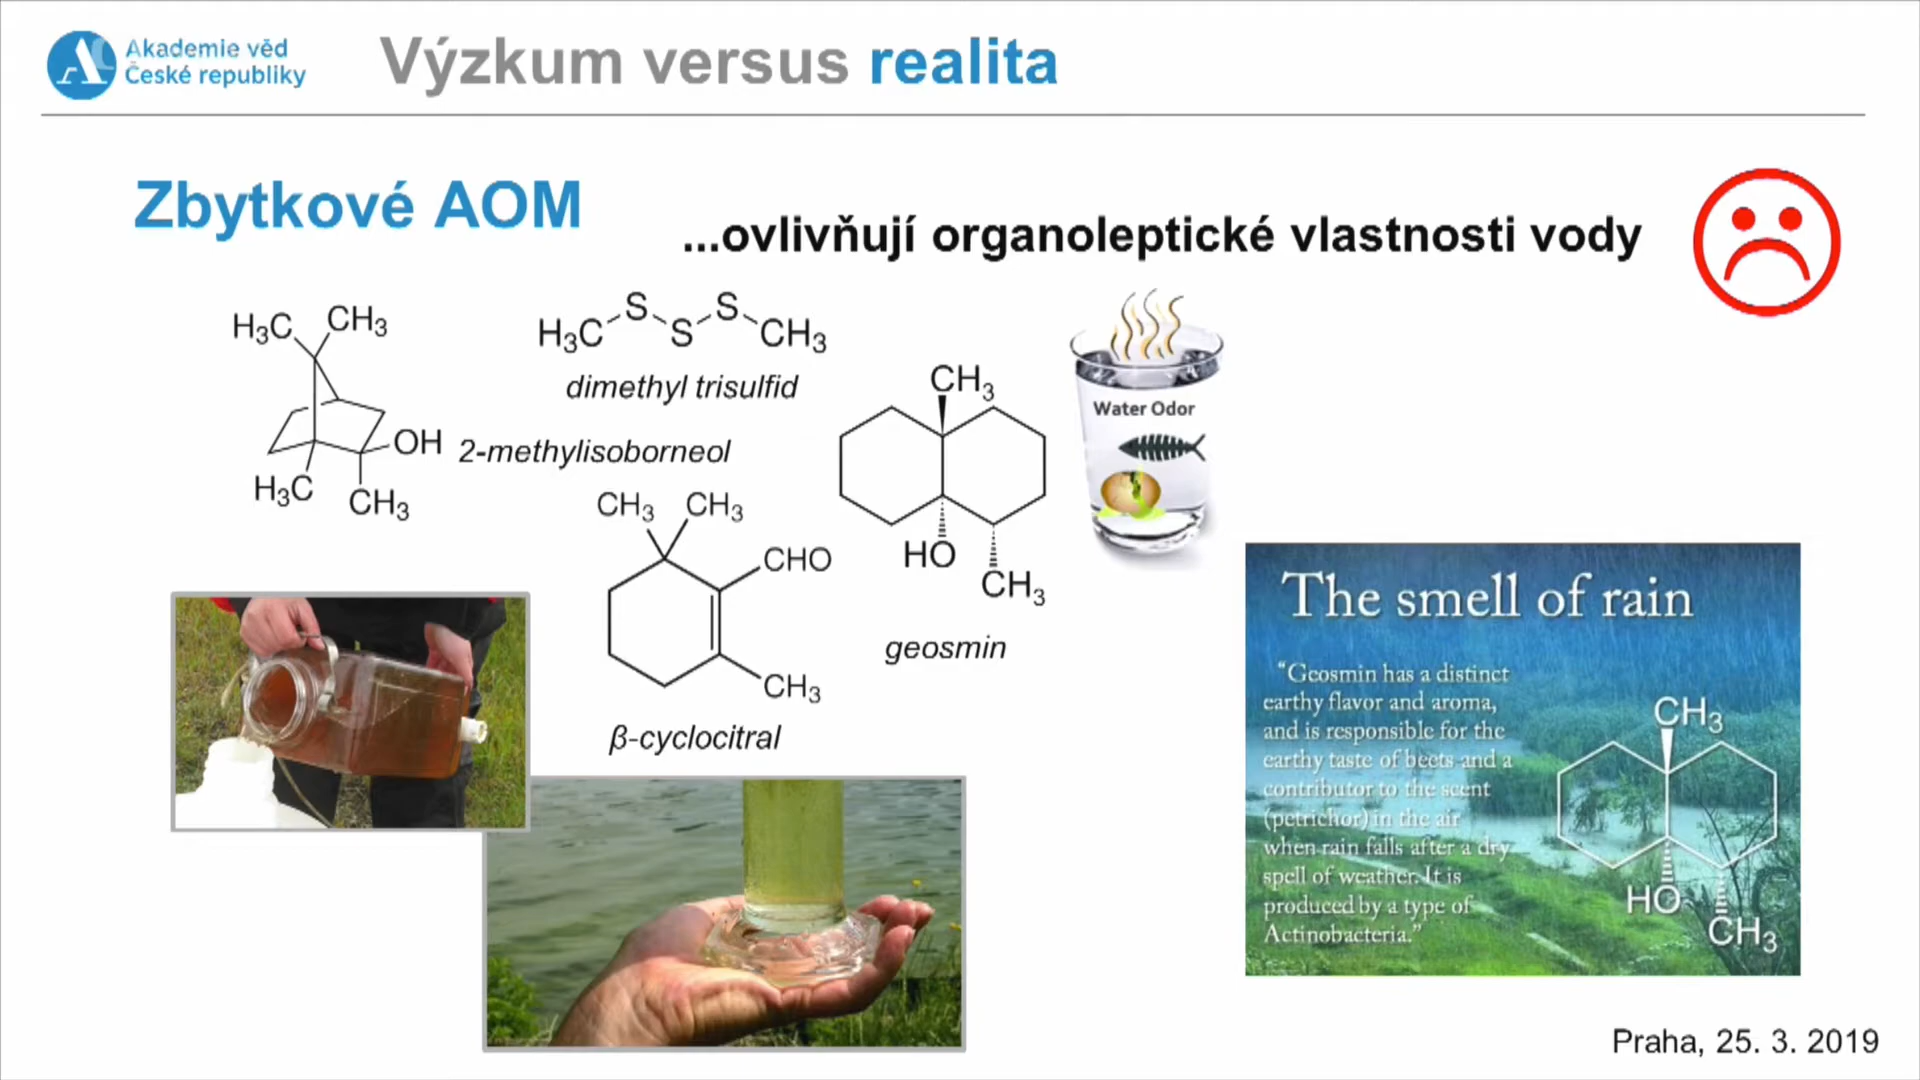 Akademie věd
České republiky
Výzkum versus realita
Zbytkové AOM
...ovlivňují organoleptické vlastnosti vody
H₃C CH₃
OH
H₃C CH₃
2-methylisoborneol
H₃C S S S CH₃
dimethyl trisulfid
CH₃
HO
CH₃
geosmin
CH₃ CH₃
CHO
CH₃
β-cyclocitral
Water Odor
The smell of rain
“Geosmin has a distinct
earthy flavor and aroma,
and is responsible for the
earthy taste of beets and a
contributor to the scent
(petrichor) in the air
when rain falls after a dry
spell of weather. It is
produced by a type of
Actinobacteria.”
CH₃
HO
CH₃
Praha, 25. 3. 2019